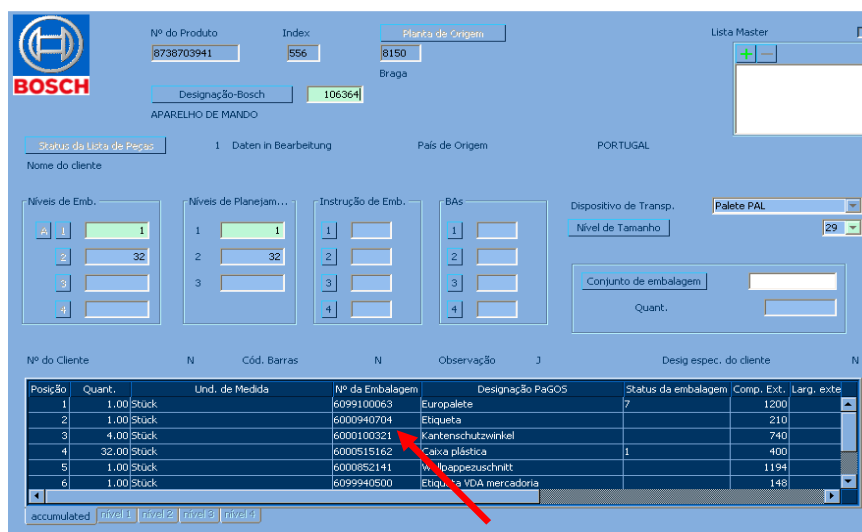 Nº do Produto Index Planta de Origem Lista Master
8738703941 556 8150
+ −
Braga
BOSCH
Designação-Bosch 106364
APARELHO DE MANDO
Status da Lista de Peças 1 Daten in Bearbeitung País de Origem PORTUGAL
Nome do cliente
Níveis de Emb. Níveis de Planejam... Instrução de Emb. BAs
Dispositivo de Transp. Palete PAL
A 1 1 1 1 1 1
Nível de Tamanho 29
2 32 2 32 2 2
3 3 3 3
Conjunto de embalagem
4 4 4
Quant.
Nº do Cliente N Cód. Barras N Observação J Desig espec. do cliente N
Posição Quant. Und. de Medida Nº da Embalagem Designação PaGOS Status da embalagem Comp. Ext. Larg. exte
1 1.00 Stück 6099100063 Europalete 7 1200
2 1.00 Stück 6000940704 Etiqueta 210
3 4.00 Stück 6000100321 Kantenschutzwinkel 740
4 32.00 Stück 6000515162 Caixa plástica 1 400
5 1.00 Stück 6000852141 Wellpappezuschnitt 1194
6 1.00 Stück 6099940500 Etiqueta VDA mercadoria 148
accumulated nível 1 nível 2 nível 3 nível 4